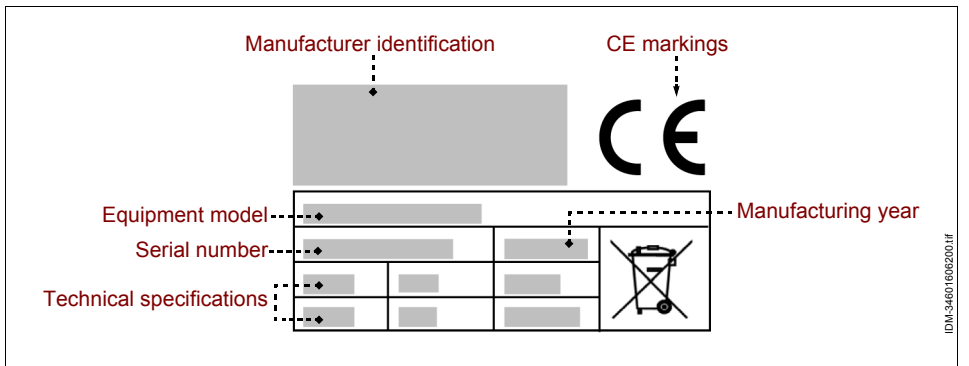 Manufacturer identification
CE markings
CE
Equipment model
Manufacturing year
Serial number
Technical specifications
IDM-34601606200.tif